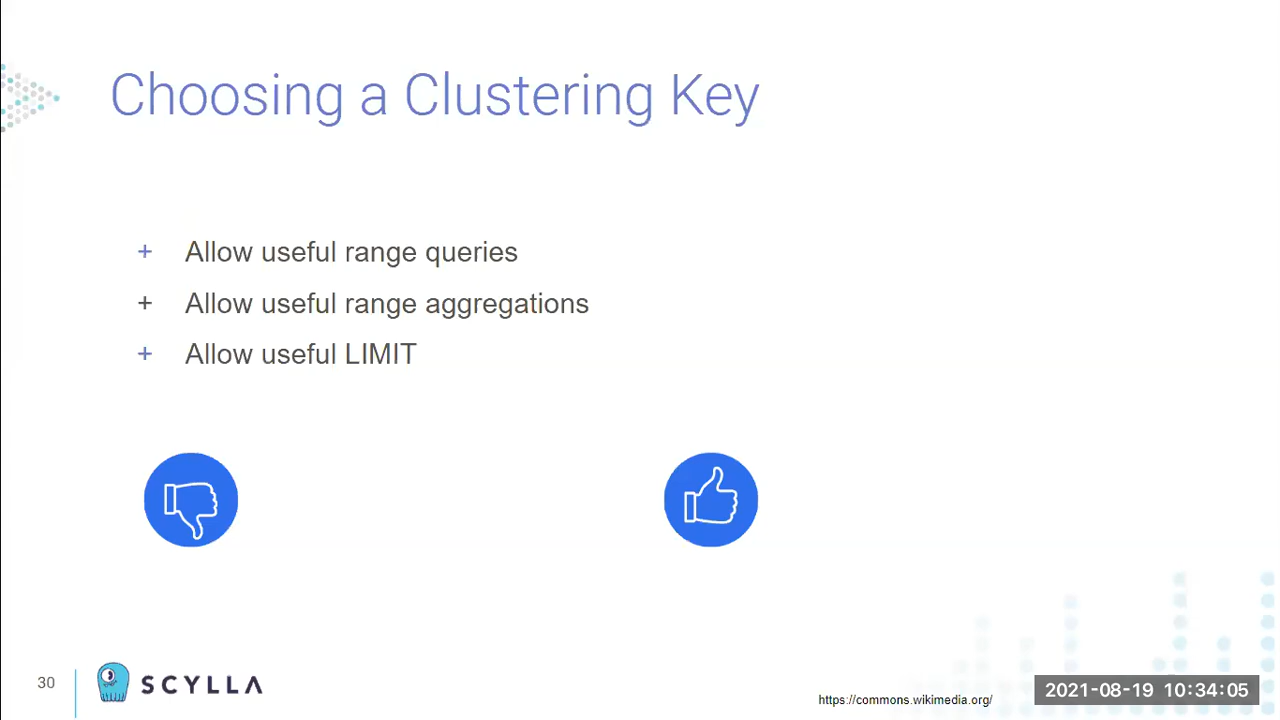 Choosing a Clustering Key
+ Allow useful range queries
+ Allow useful range aggregations
+ Allow useful LIMIT
30
SCYLLA
https://commons.wikimedia.org/
2021-08-19 10:34:05